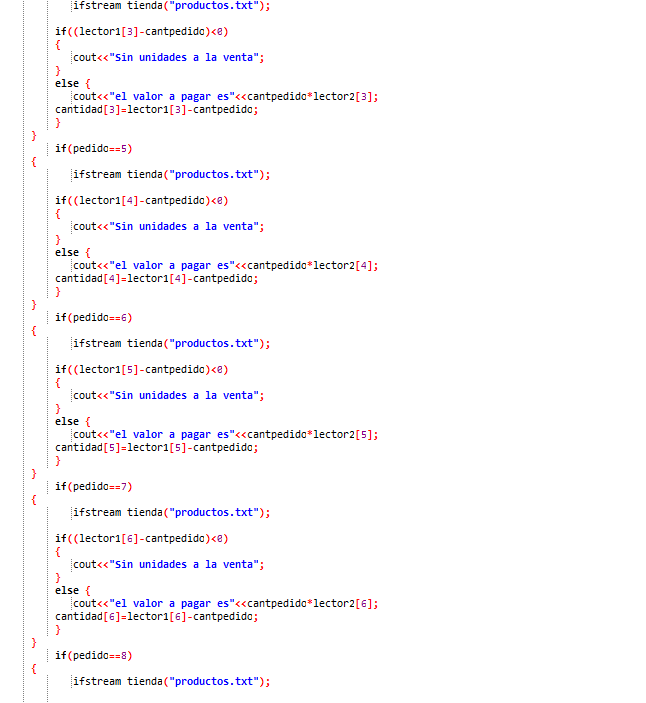 ifstream tienda("productos.txt");
if((lector1[3]-cantpedido)<0)
{
cout<<"Sin unidades a la venta";
}
else {
cout<<"el valor a pagar es"<<cantpedido*lector2[3];
cantidad[3]=lector1[3]-cantpedido;
}
}
if(pedido==5)
{
ifstream tienda("productos.txt");
if((lector1[4]-cantpedido)<0)
{
cout<<"Sin unidades a la venta";
}
else {
cout<<"el valor a pagar es"<<cantpedido*lector2[4];
cantidad[4]=lector1[4]-cantpedido;
}
}
if(pedido==6)
{
ifstream tienda("productos.txt");
if((lector1[5]-cantpedido)<0)
{
cout<<"Sin unidades a la venta";
}
else {
cout<<"el valor a pagar es"<<cantpedido*lector2[5];
cantidad[5]=lector1[5]-cantpedido;
}
}
if(pedido==7)
{
ifstream tienda("productos.txt");
if((lector1[6]-cantpedido)<0)
{
cout<<"Sin unidades a la venta";
}
else {
cout<<"el valor a pagar es"<<cantpedido*lector2[6];
cantidad[6]=lector1[6]-cantpedido;
}
}
if(pedido==8)
{
ifstream tienda("productos.txt");